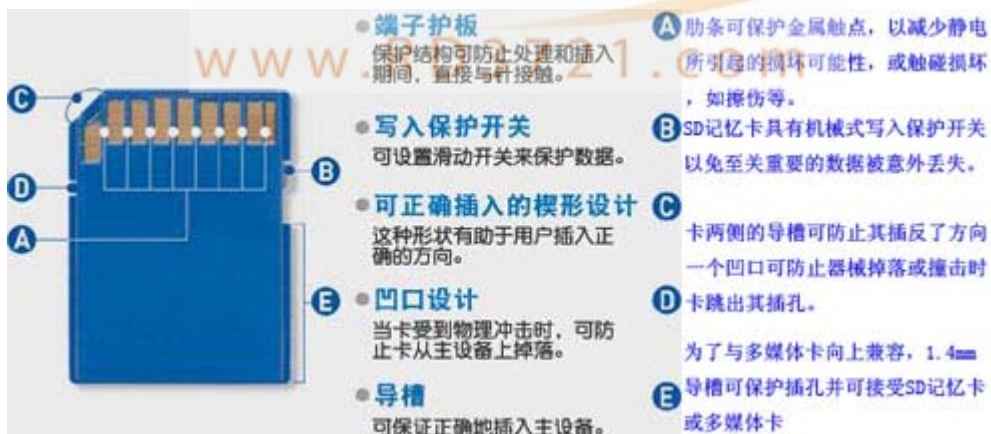 C
D
A
B
E
www.SD2721.com
端子护板
保护结构可防止处理和插入
期间，直接与针接触。
写入保护开关
可设置滑动开关来保护数据。
可正确插入的楔形设计
这种形状有助于用户插入正
确的方向。
凹口设计
当卡受到物理冲击时，可防
止卡从主设备上掉落。
导槽
可保证正确地插入主设备。
A 肋条可保护金属触点，以减少静电
所引起的损坏可能性，或触碰损坏
，如擦伤等。
B SD记忆卡具有机械式写入保护开关
以免至关重要的数据被意外丢失。
C
卡两侧的导槽可防止其插反了方向
一个凹口可防止器械掉落或撞击时
D 卡跳出其插孔。
为了与多媒体卡向上兼容，1.4mm
E 导槽可保护插孔并可接受SD记忆卡
或多媒体卡